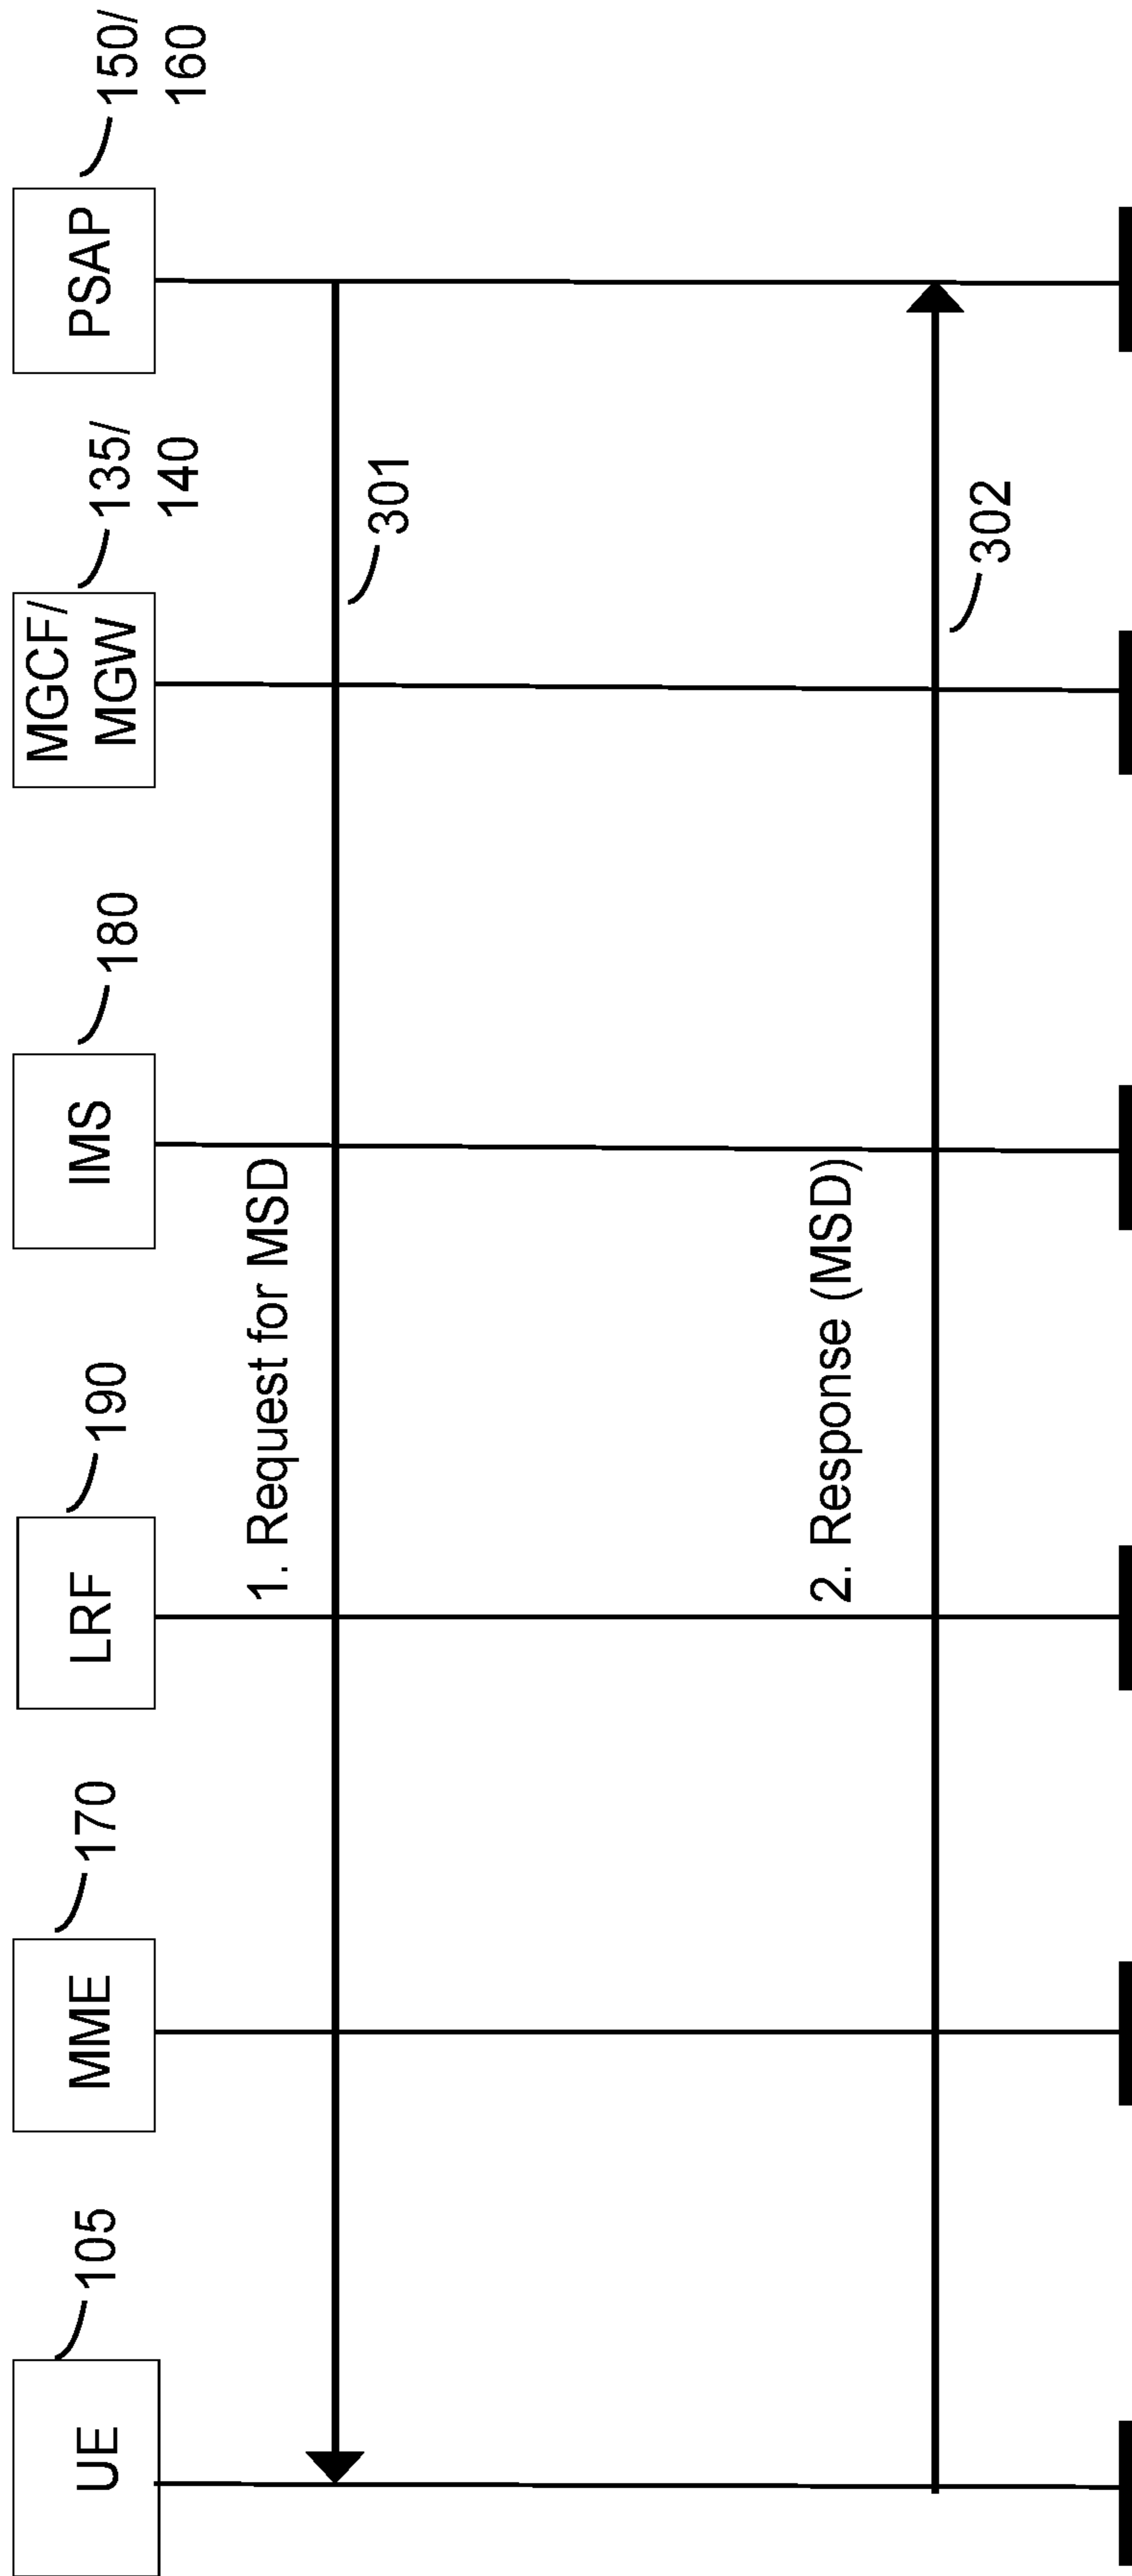 UE
105
MME
170
LRF
190
IMS
180
MGCF/
MGW
135/
140
PSAP
150/
160
1. Request for MSD
301
2. Response (MSD)
302